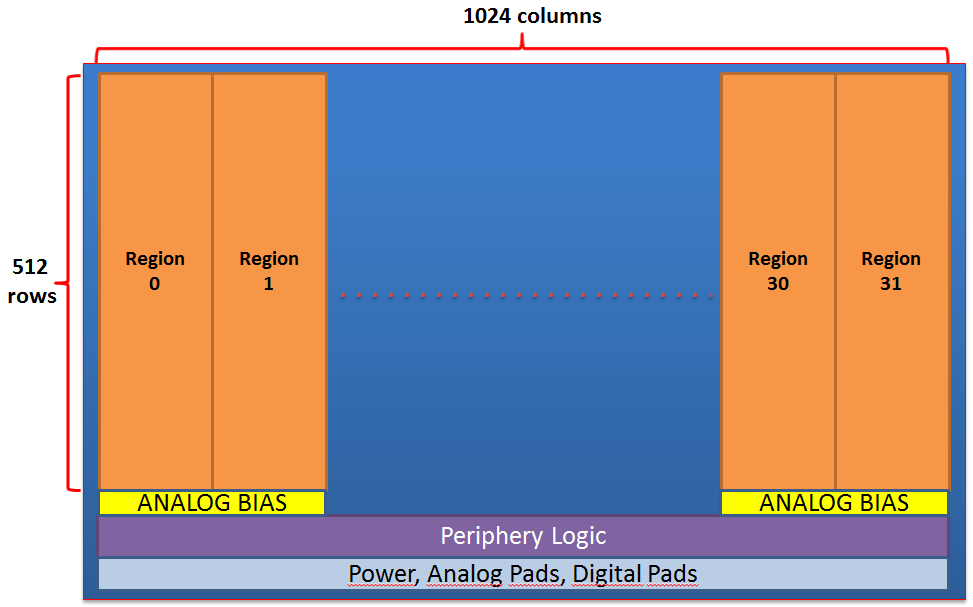 1024 columns
512
rows
Region
0
Region
1
Region
30
Region
31
ANALOG BIAS
ANALOG BIAS
Periphery Logic
Power, Analog Pads, Digital Pads